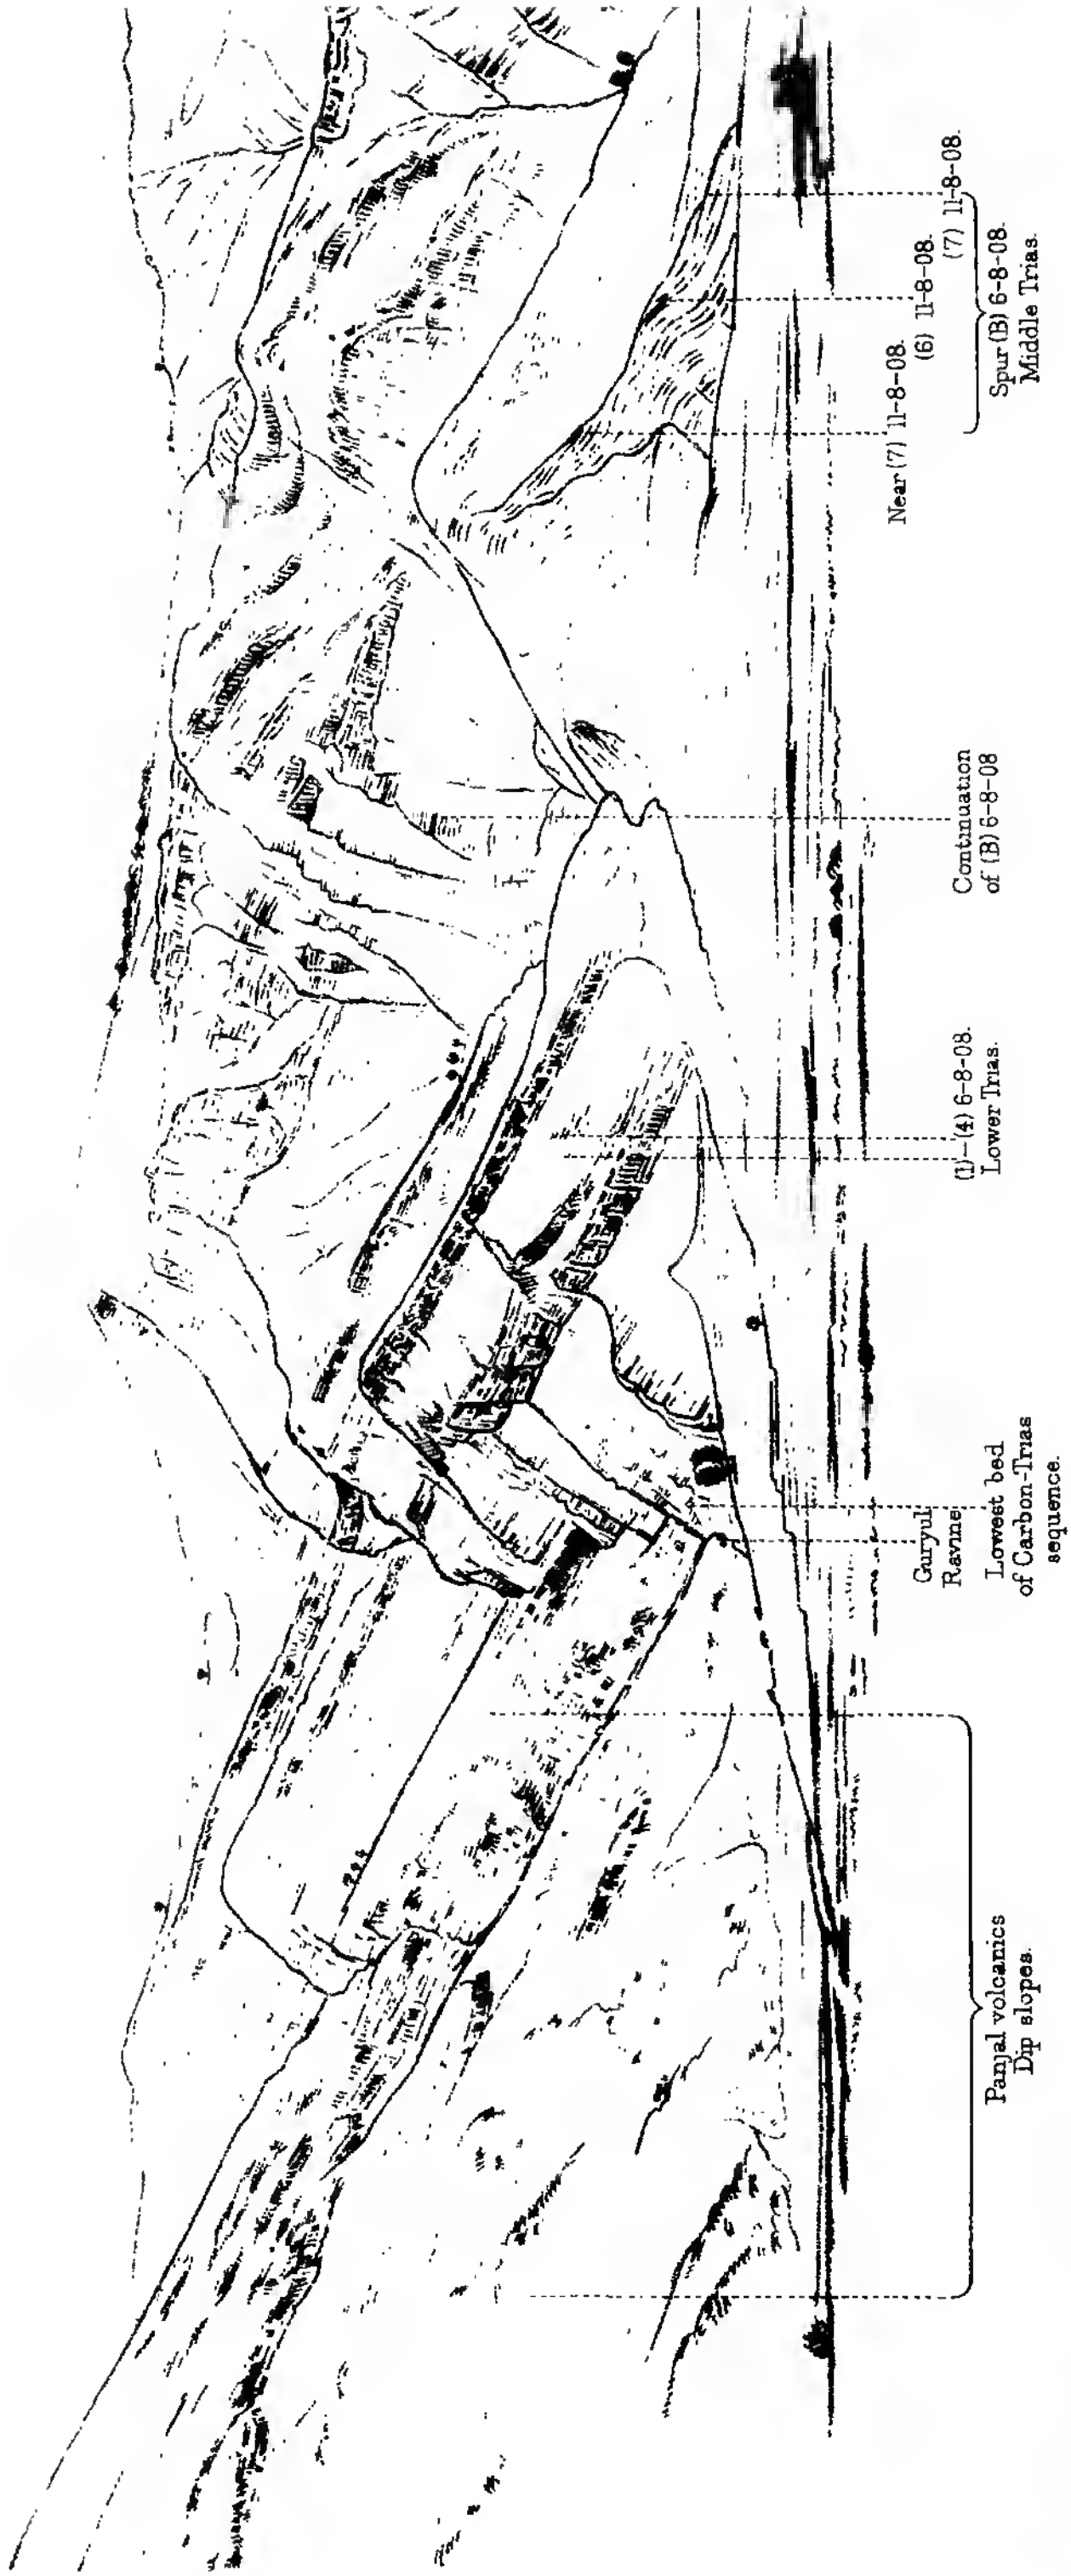 Panjal volcanics
Dip slopes.
Guryul
Ravine
Lowest bed
of Carbon-Trias
sequence.
(1)-(4) 6-8-08.
Lower Trias.
Continuation
of (B) 6-8-08
Near (7) 11-8-08.
(6) 11-8-08.
(7) 11-8-08.
Spur (B) 6-8-08.
Middle Trias.